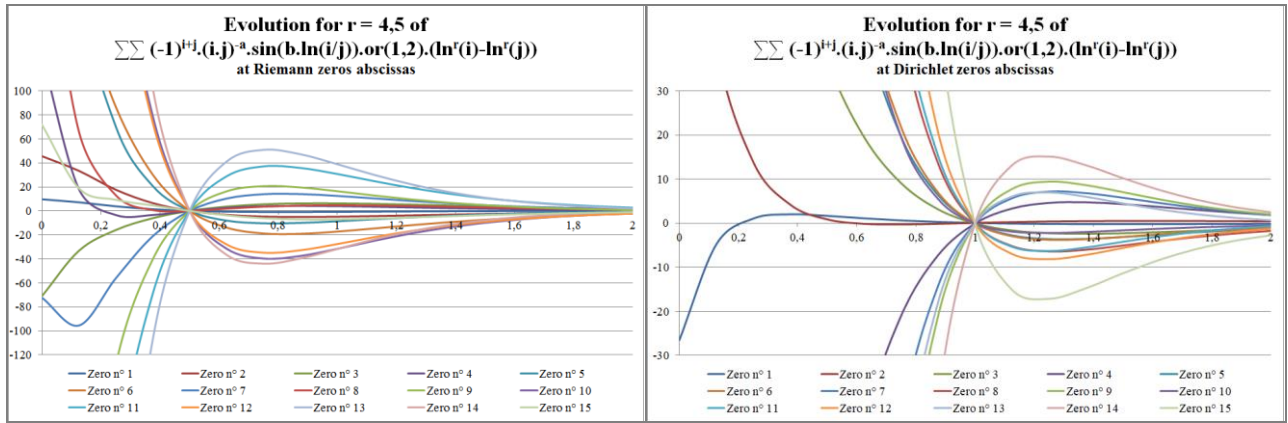 Evolution for r = 4,5 of
∑∑ (-1)^{i+j}.(i.j)^{-a}.sin(b.ln(i/j)).or(1,2).(ln^r(i)-ln^r(j))
at Riemann zeros abscissas
100
80
60
40
20
0
-20
-40
-60
-80
-100
-120
0 0,2 0,4 0,6 0,8 1 1,2 1,4 1,6 1,8 2
Zero n° 1 Zero n° 2 Zero n° 3 Zero n° 4 Zero n° 5
Zero n° 6 Zero n° 7 Zero n° 8 Zero n° 9 Zero n° 10
Zero n° 11 Zero n° 12 Zero n° 13 Zero n° 14 Zero n° 15
Evolution for r = 4,5 of
∑∑ (-1)^{i+j}.(i.j)^{-a}.sin(b.ln(i/j)).or(1,2).(ln^r(i)-ln^r(j))
at Dirichlet zeros abscissas
30
20
10
0
-10
-20
-30
0 0,2 0,4 0,6 0,8 1 1,2 1,4 1,6 1,8 2
Zero n° 1 Zero n° 2 Zero n° 3 Zero n° 4 Zero n° 5
Zero n° 6 Zero n° 7 Zero n° 8 Zero n° 9 Zero n° 10
Zero n° 11 Zero n° 12 Zero n° 13 Zero n° 14 Zero n° 15